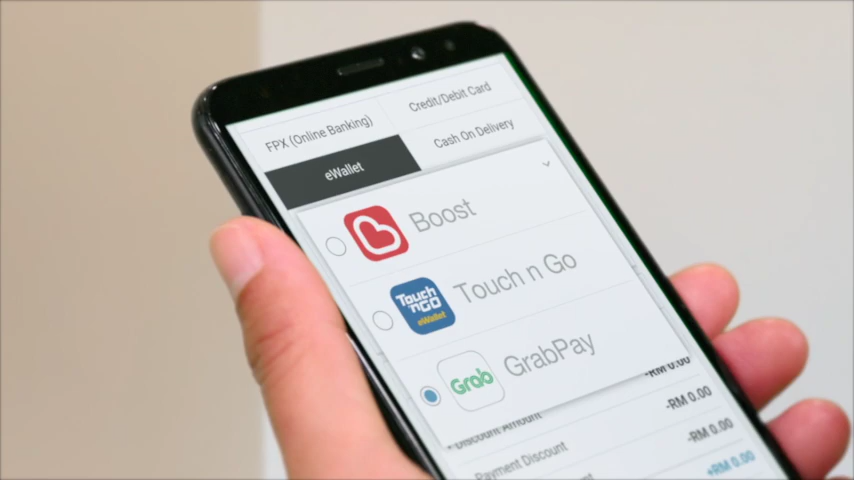 FPX (Online Banking)
Credit/Debit Card
eWallet
Cash On Delivery
Boost
Touch
'nGO
eWallet
Touch n Go
Grab
GrabPay
-RM 0.00
Discount Amount
-RM 0.00
Payment Discount
-RM 0.00
+RM 0.00